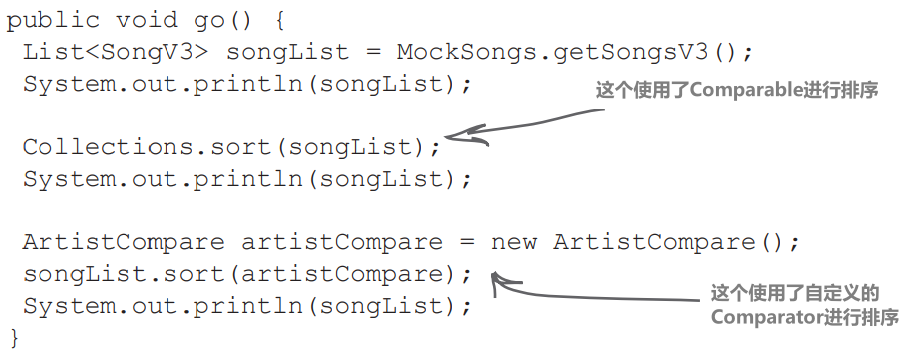 public void go() {
List<SongV3> songList = MockSongs.getSongsV3();
System.out.println(songList);
这个使用了Comparable进行排序
Collections.sort(songList);
System.out.println(songList);
ArtistCompare artistCompare = new ArtistCompare();
songList.sort(artistCompare);
这个使用了自定义的
Comparator进行排序
System.out.println(songList);
}